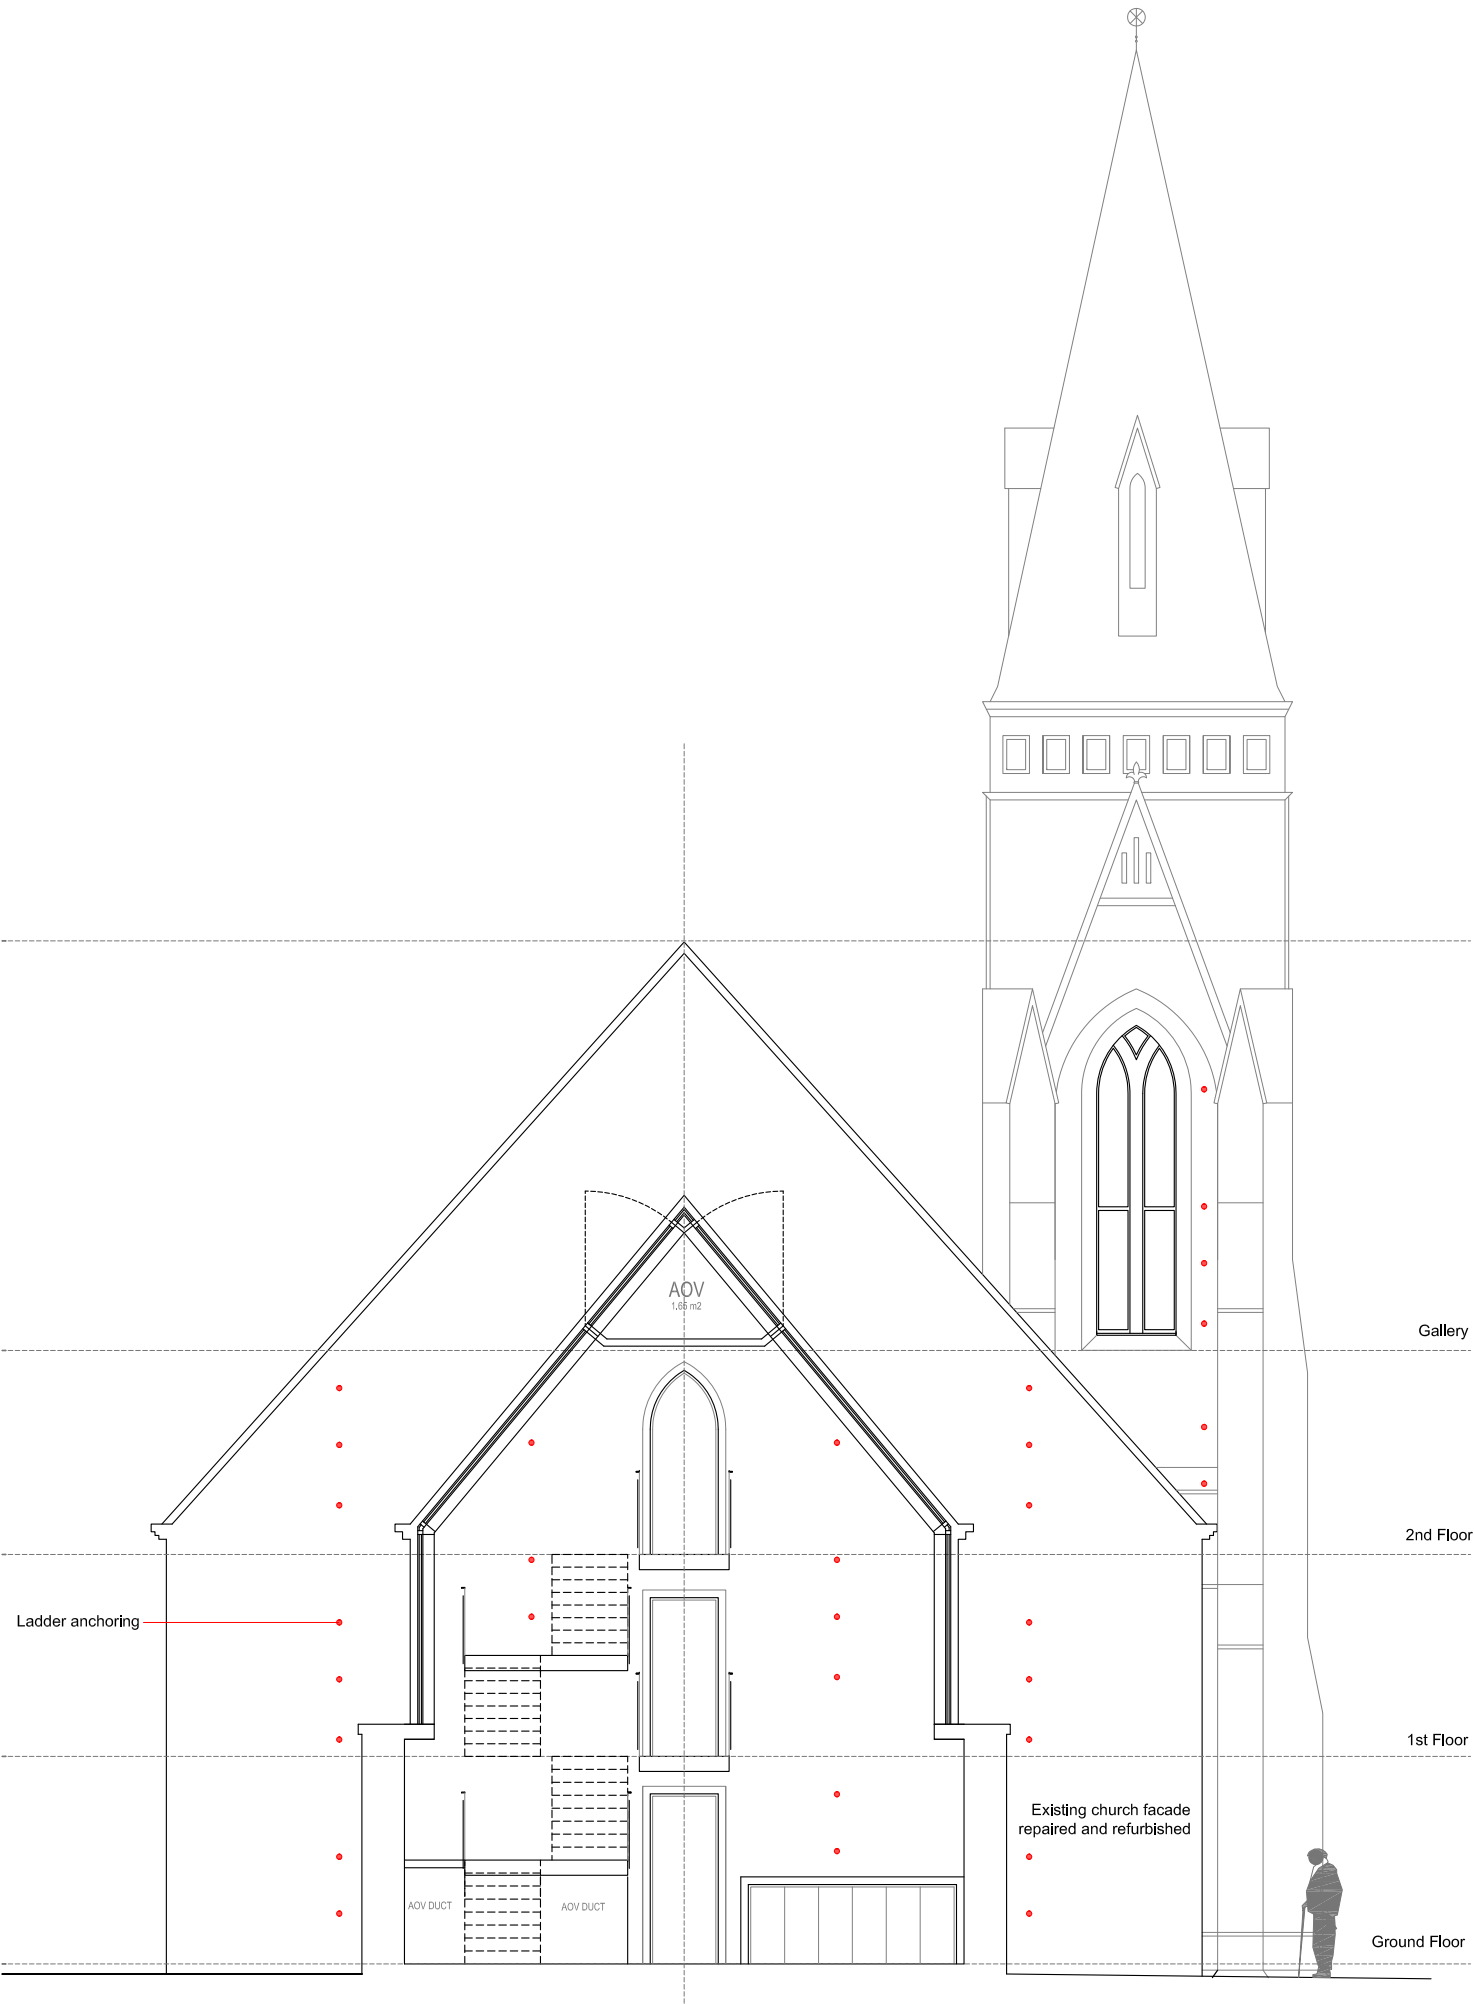 AOV
1.65 m2
Gallery
2nd Floor
Ladder anchoring
1st Floor
Existing church facade
repaired and refurbished
AOV DUCT
AOV DUCT
Ground Floor